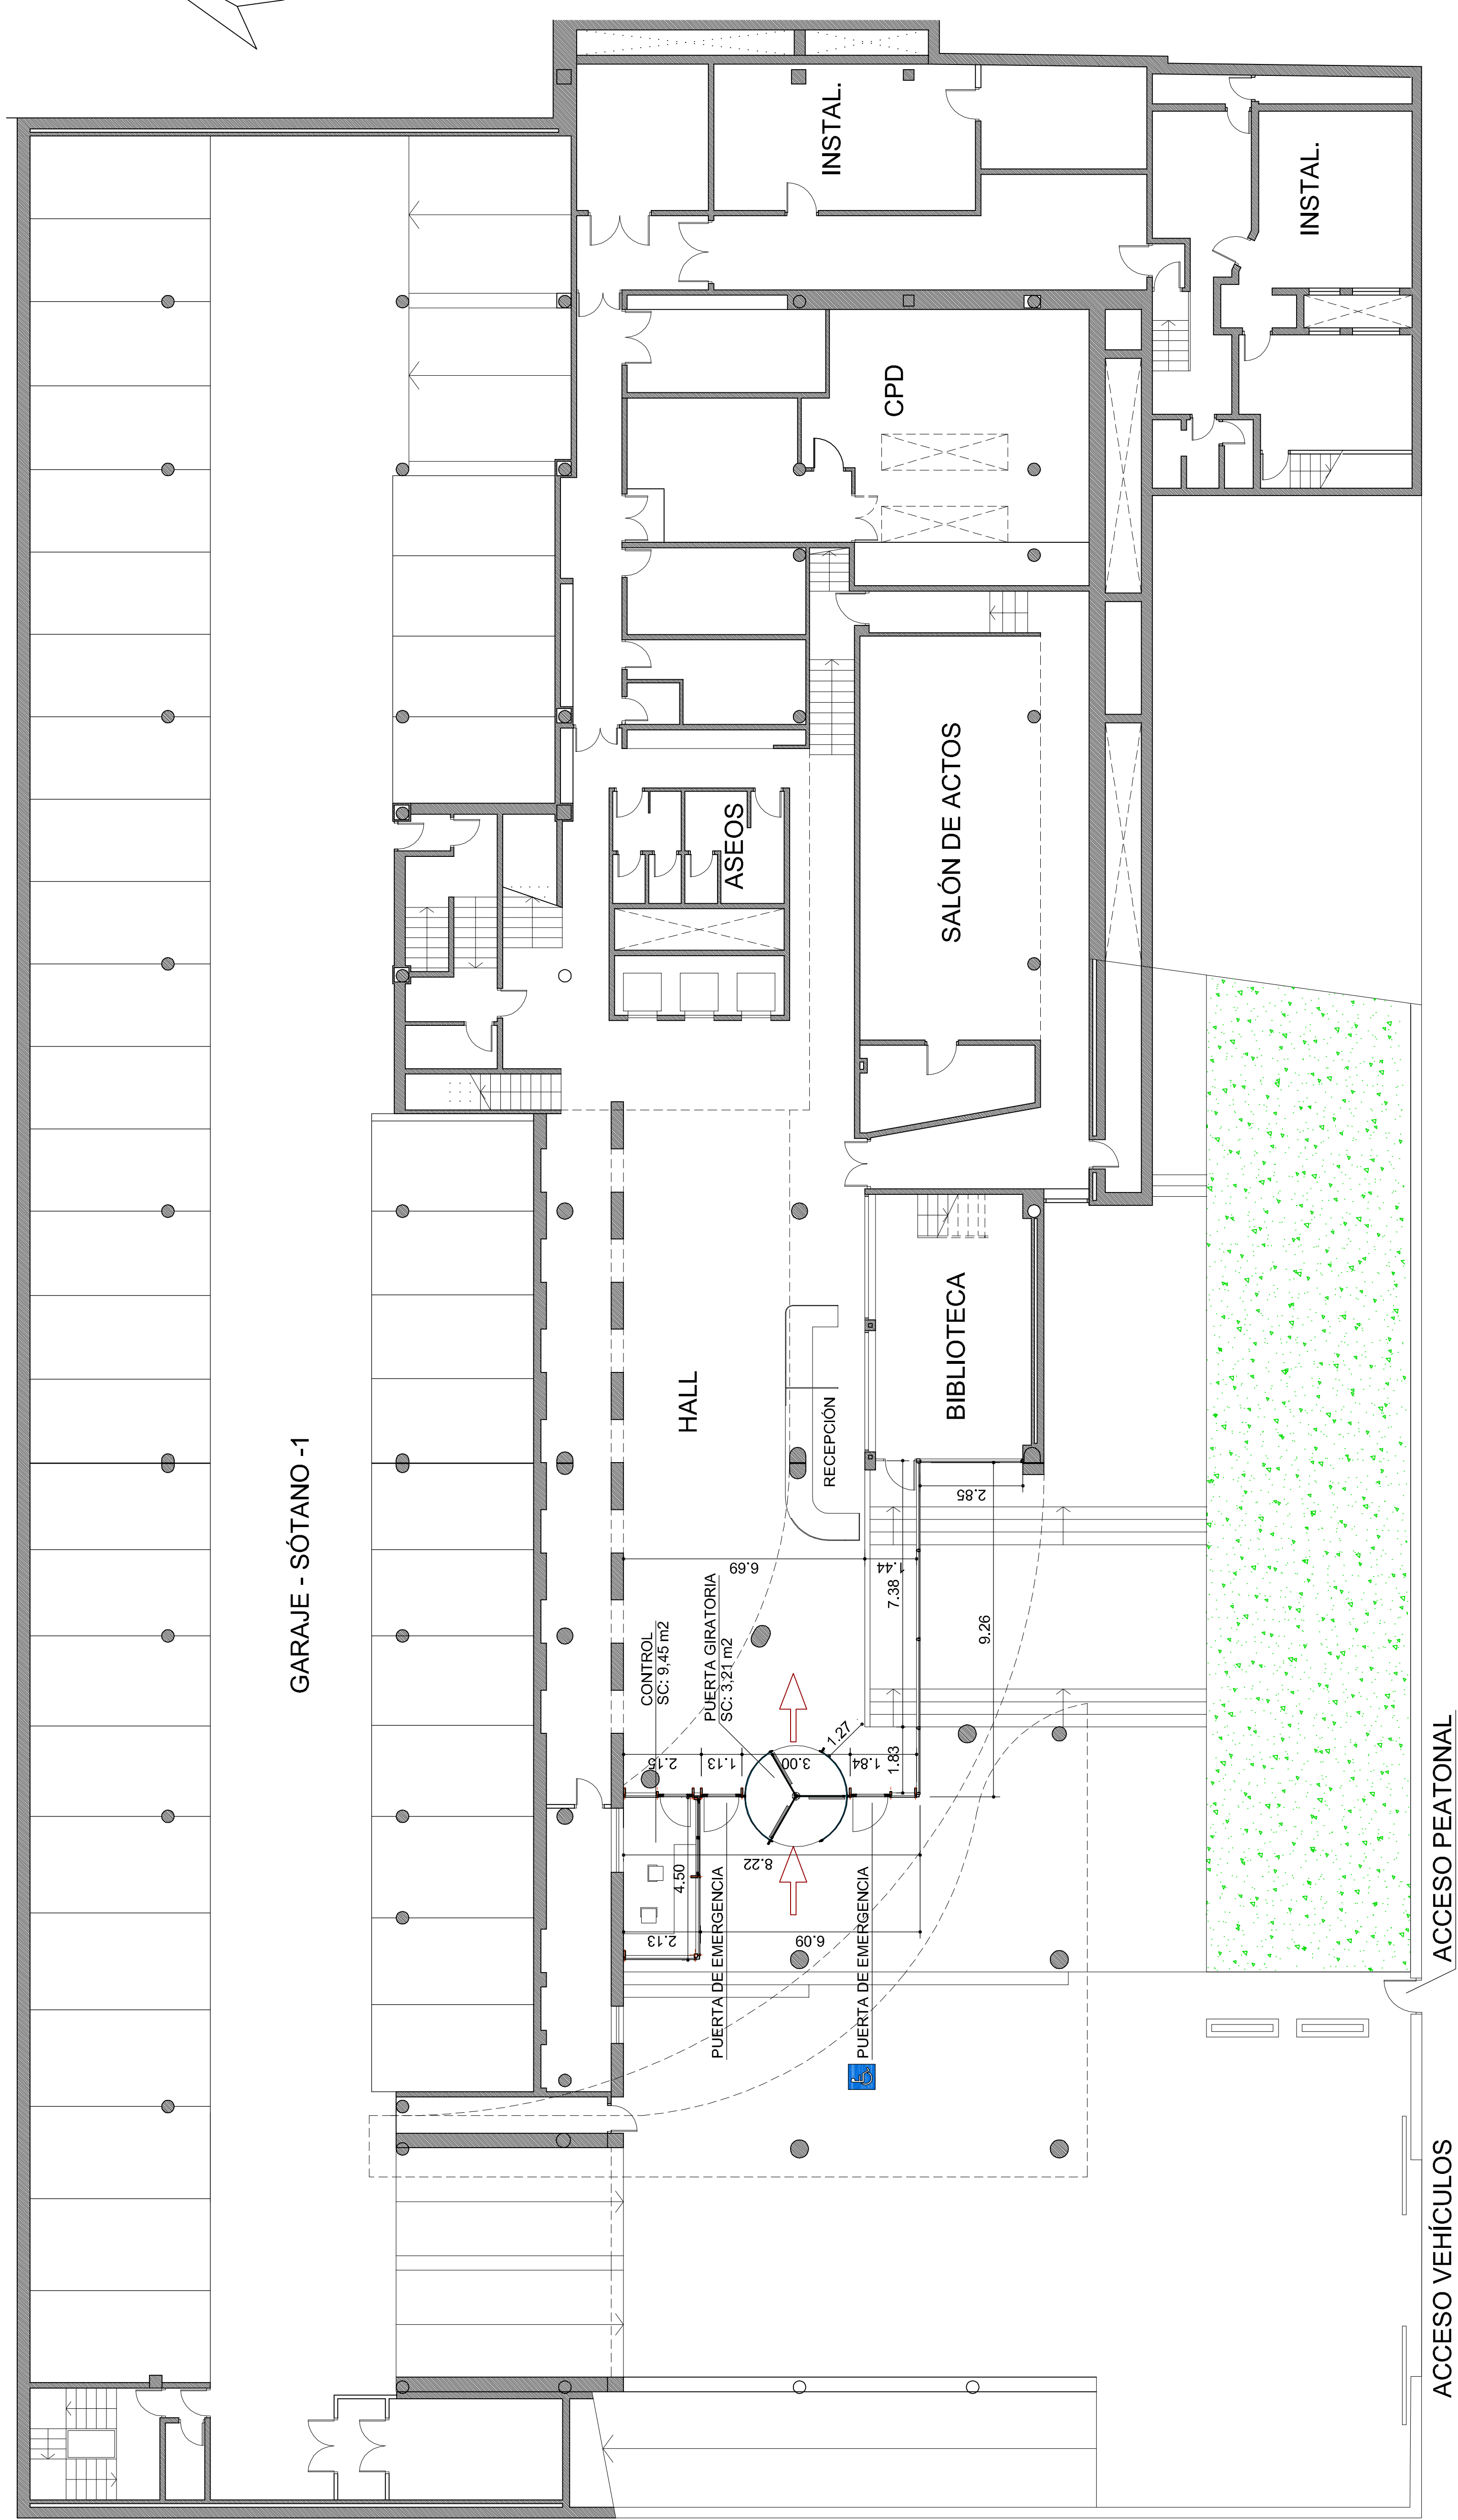 GARAJE - SÓTANO -1
INSTAL.
INSTAL.
CPD
ASEOS
SALÓN DE ACTOS
HALL
RECEPCIÓN
BIBLIOTECA
CONTROL
SC: 9,45 m2
PUERTA GIRATORIA
SC: 3,21 m2
PUERTA DE EMERGENCIA
PUERTA DE EMERGENCIA
2.85
6.69
1.44
7.38
9.26
2.15
1.13
3.00
1.27
1.84
1.83
8.22
4.50
2.13
6.09
ACCESO PEATONAL
ACCESO VEHÍCULOS